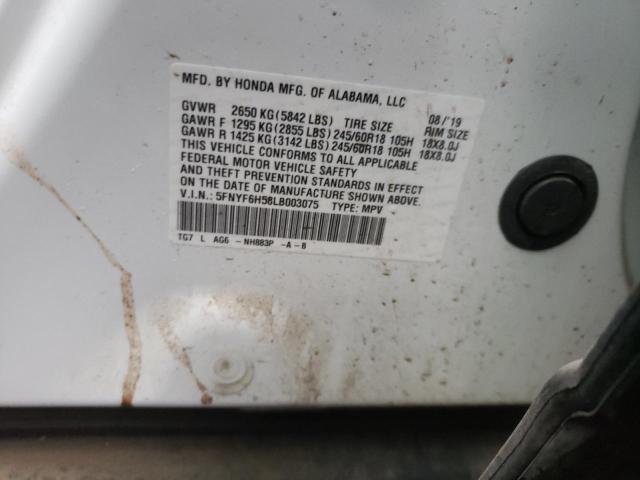 MFD. BY HONDA MFG. OF ALABAMA, LLC
GVWR 2650 KG (5842 LBS) TIRE SIZE 08/'19 RIM SIZE
GAWR F 1295 KG (2855 LBS) 245/60R18 105H 18X8.0J
GAWR R 1425 KG (3142 LBS) 245/60R18 105H 18X8.0J
THIS VEHICLE CONFORMS TO ALL APPLICABLE
FEDERAL MOTOR VEHICLE SAFETY
AND THEFT PREVENTION STANDARDS IN EFFECT
ON THE DATE OF MANUFACTURE SHOWN ABOVE.
V.I.N.: 5FNYF6H58LB003075 TYPE: MPV
TG7 L AG6 -NH883P -A-B